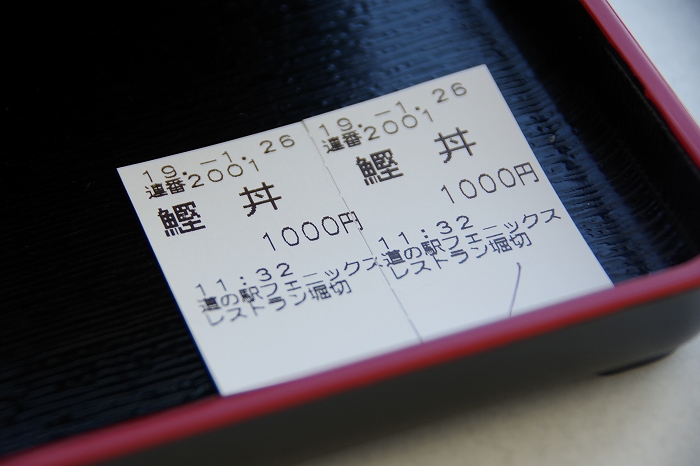 19.-1.26
連番2001
鰹 丼
1000円
11:32
道の駅フェニックス
レストラン堀切
19.-1.26
連番2001
鰹 丼
1000円
11:32
道の駅フェニックス
レストラン堀切